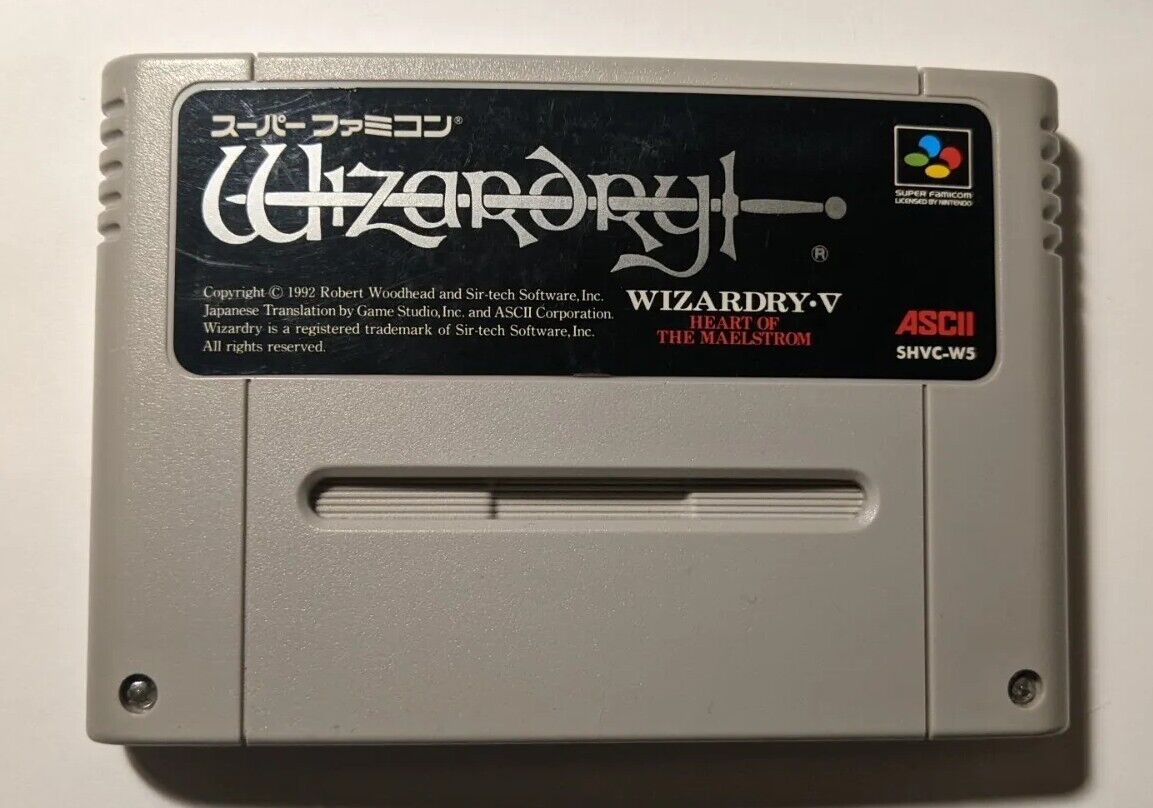 スーパーファミコン®
Wizardry
®
SUPER FAMICOM
LICENSED BY NINTENDO
Copyright © 1992 Robert Woodhead and Sir-tech Software, Inc.
Japanese Translation by Game Studio, Inc. and ASCII Corporation.
Wizardry is a registered trademark of Sir-tech Software, Inc.
All rights reserved.
WIZARDRY·V
HEART OF
THE MAELSTROM
ASCII
SHVC-W5